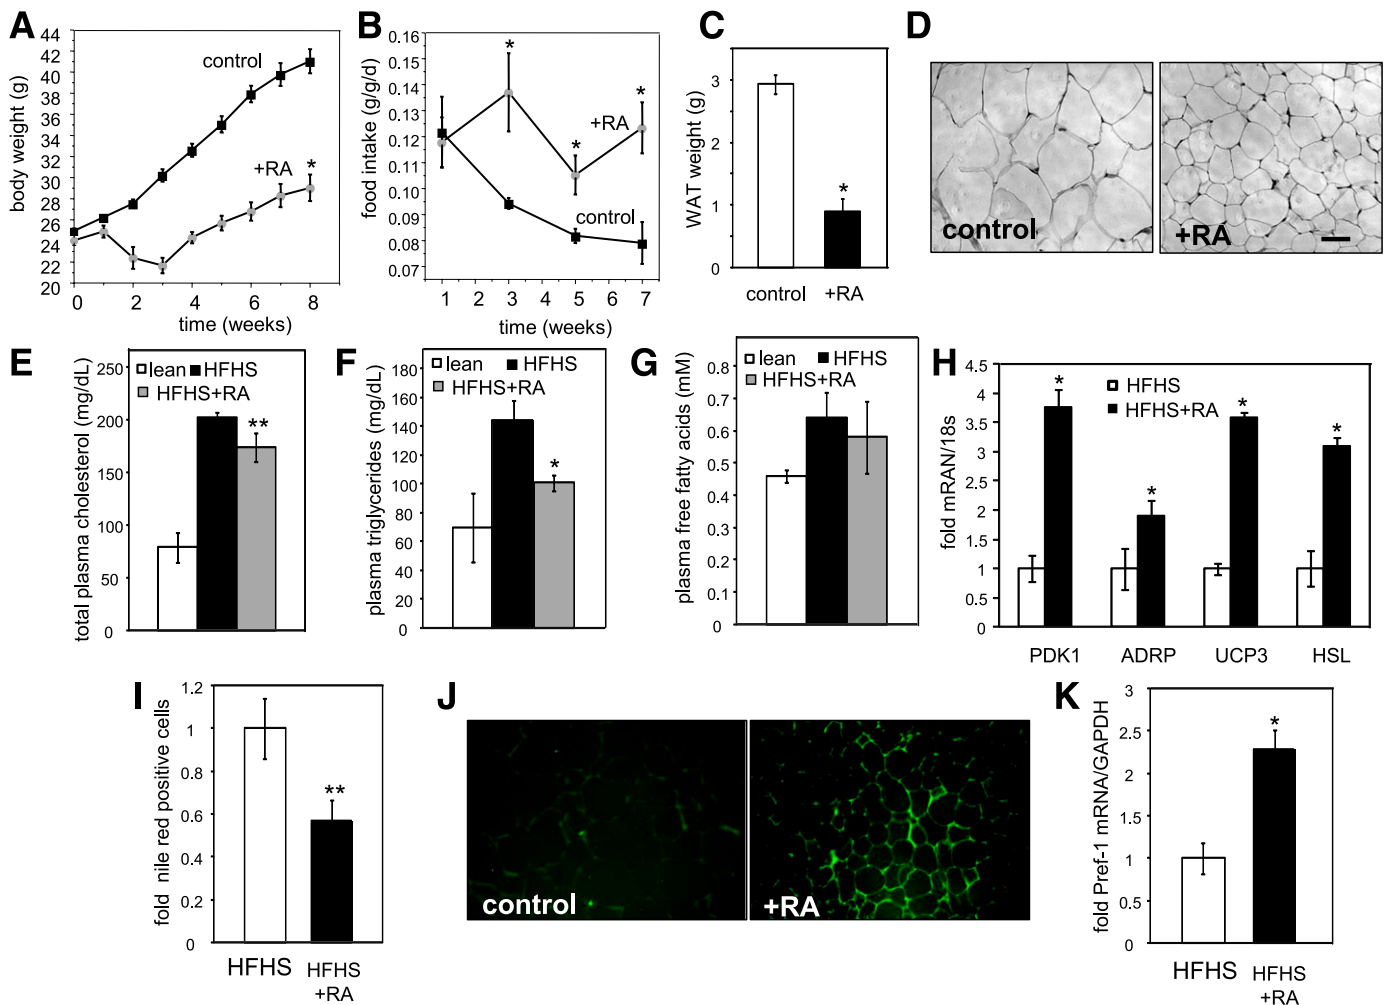 A
body weight (g)
42
40
38
36
34
32
30
28
26
24
22
20
control
+RA
*
0
2
4
6
8
time (weeks)
B
food intake (g/g/d)
0.16
0.15
0.14
0.13
0.12
0.11
0.10
0.09
0.08
0.07
*
*
*
+RA
control
1
2
3
4
5
6
7
time (weeks)
C
WAT weight (g)
3
2
1
0
*
control
+RA
D
control
+RA
E
total plasma cholesterol (mg/dL)
250
200
150
100
50
0
lean
HFHS
HFHS+RA
**
F
plasma triglycerides (mg/dL)
180
160
140
120
100
80
60
40
20
0
lean
HFHS
HFHS+RA
*
G
plasma free fatty acids (mM)
0.8
0.7
0.6
0.5
0.4
0.3
0.2
0.1
0
lean
HFHS
HFHS+RA
H
fold mRAN/18s
4.5
4
3.5
3
2.5
2
1.5
1
0.5
0
HFHS
HFHS+RA
*
*
*
*
PDK1
ADRP
UCP3
HSL
I
fold nile red positive cells
1.2
1
0.8
0.6
0.4
0.2
0
**
HFHS
HFHS
+RA
J
control
+RA
K
fold Pref-1 mRNA/GAPDH
3
2.5
2
1.5
1
0.5
0
*
HFHS
HFHS
+RA